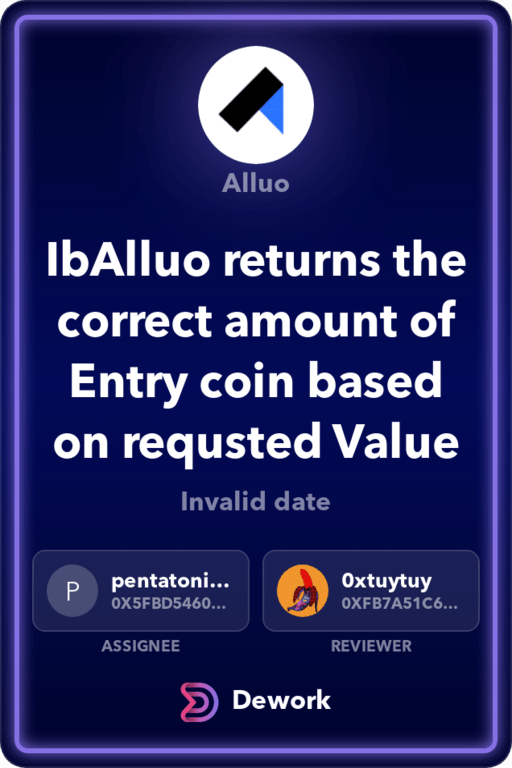 Alluo
IbAlluo returns the
correct amount of
Entry coin based
on requsted Value
Invalid date
P
pentatoni...
0X5FBD5460...
0xtuytuy
0XFB7A51C6...
ASSIGNEE
REVIEWER
Dework